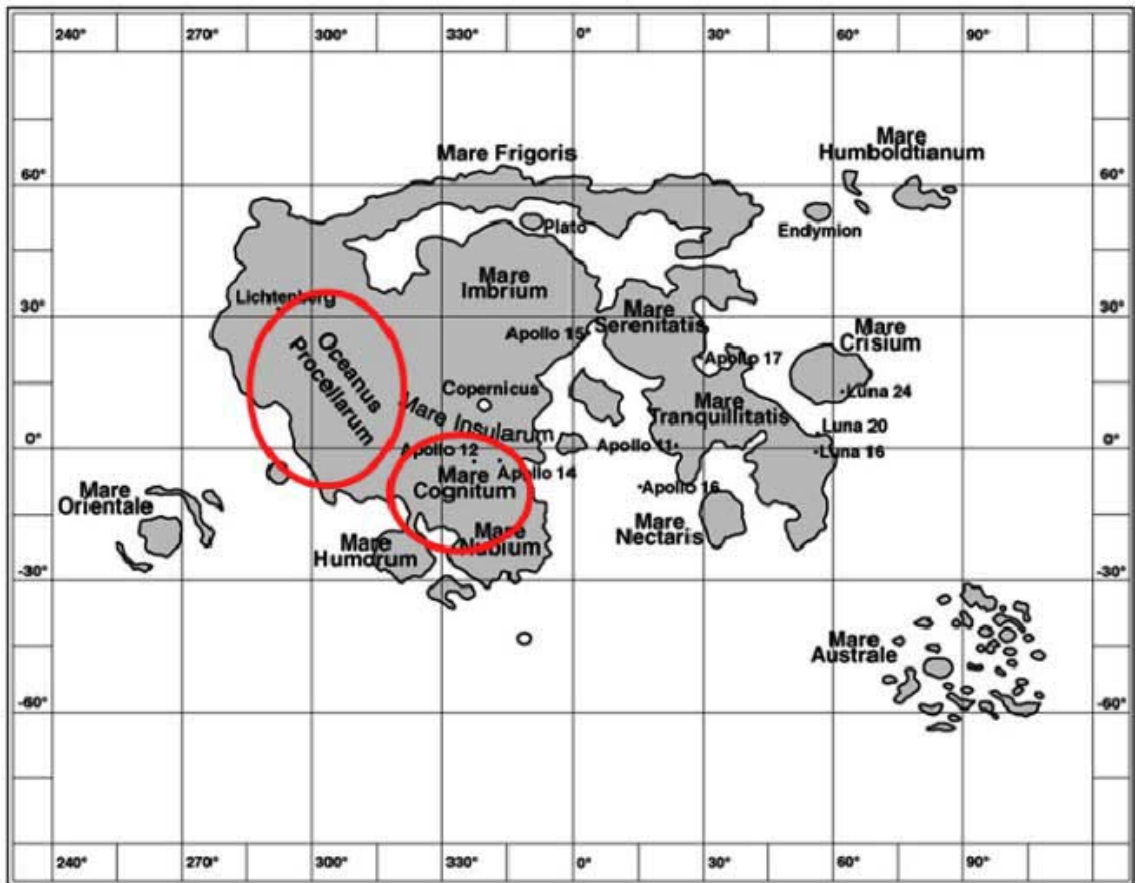 240° 270° 300° 330° 0° 30° 60° 90°
Mare
Humboldtianum
Mare Frigoris
60° 60°
Plato
Endymion
Mare
Imbrium
Lichtenberg
30° 30°
Mare
Serenitatis
Mare
Crisium
Apollo 15
Oceanus
Procellarum
Apollo 17
Copernicus
Luna 24
Mare Insularum
Mare
Tranquillitatis
Luna 20
0° 0°
Apollo 12
Apollo 11
Luna 16
Mare
Cognitum
Apollo 14
Apollo 16
Mare
Orientale
Mare
Nectaris
Mare
Humorum
Mare
Nubium
-30° -30°
Mare
Australe
-60° -60°
240° 270° 300° 330° 0° 30° 60° 90°